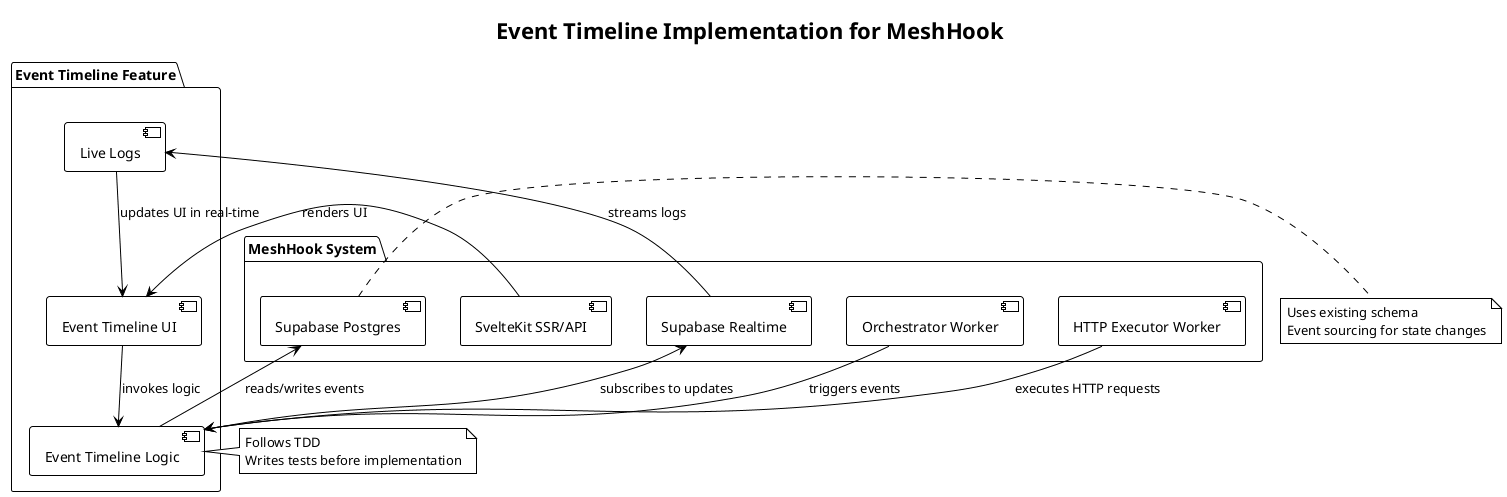 Event Timeline Implementation for MeshHook
Event Timeline Feature
Live Logs
updates UI in real-time
renders UI
streams logs
MeshHook System
Event Timeline UI
Supabase Postgres
SvelteKit SSR/API
Supabase Realtime
Orchestrator Worker
HTTP Executor Worker
Uses existing schema
Event sourcing for state changes
invokes logic
reads/writes events
subscribes to updates
triggers events
executes HTTP requests
Event Timeline Logic
Follows TDD
Writes tests before implementation